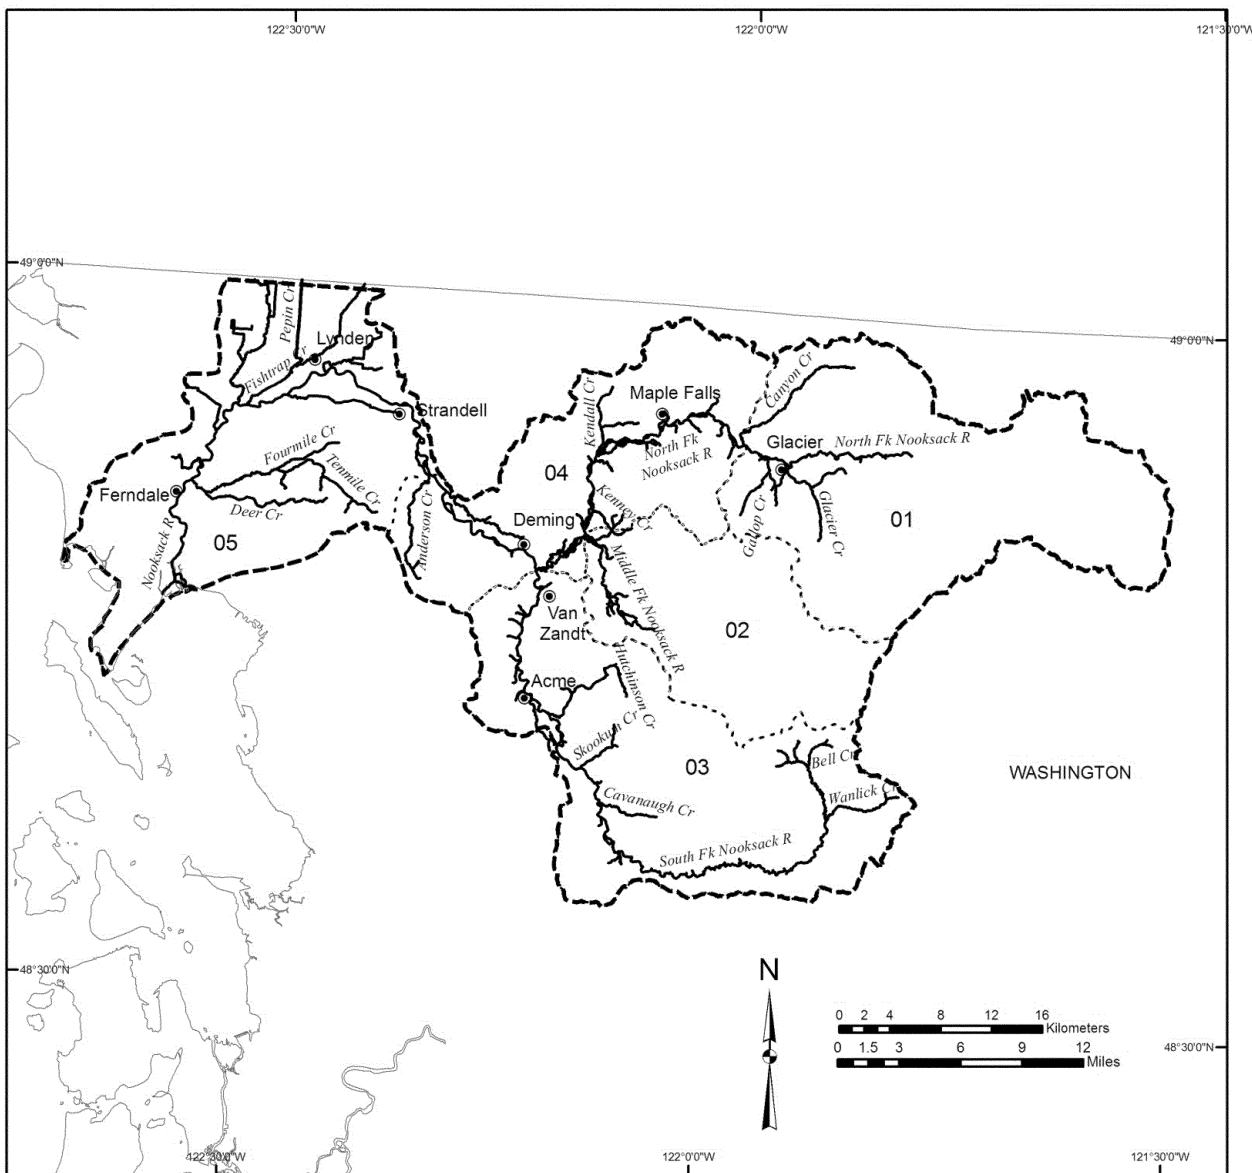 122°30'0"W
122°0'0"W
121°30'0"W
49°0'0"N
49°0'0"N
Pepin Cr
Lynden
Fishtrap Cr
Strandell
Maple Falls
Canyon Cr
Kendall Cr
Glacier
North Fk Nooksack R
North Fk
Nooksack R
Fourmile Cr
Tenmile Cr
04
Ferndale
Deer Cr
Anderson Cr
Kenney Cr
Deming
Gallop Cr
Glacier Cr
01
Nooksack R
05
Middle Fk Nooksack R
Van
Zandt
02
Hutchinson Cr
Acme
Skookum Cr
03
Bell Cr
Wanlick Cr
WASHINGTON
Cavanaugh Cr
South Fk Nooksack R
48°30'0"N
N
0 2 4 8 12 16
Kilometers
0 1.5 3 6 9 12
Miles
48°30'0"N
122°30'0"W
122°0'0"W
121°30'0"W